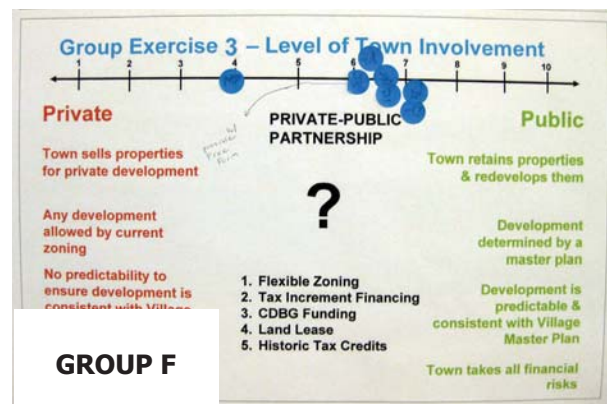 Group Exercise 3 – Level of Town Involvement
1 2 3 4 5 6 7 8 9 10
Private
PRIVATE-PUBLIC
PARTNERSHIP
Public
Town sells properties
for private development
Any development
allowed by current
zoning
No predictability to
ensure development is
consistent with Village
?
1. Flexible Zoning
2. Tax Increment Financing
3. CDBG Funding
4. Land Lease
5. Historic Tax Credits
Town retains properties
& redevelops them
Development
determined by a
master plan
Development is
predictable &
consistent with Village
Master Plan
Town takes all financial
risks
GROUP F